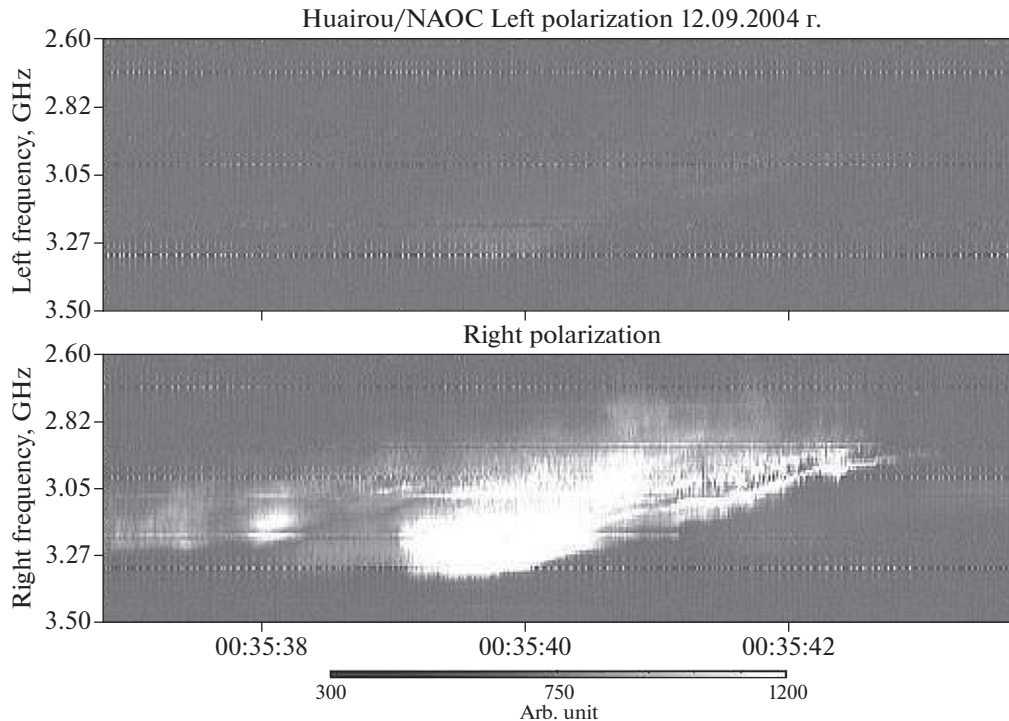 Huairou/NAOC Left polarization 12.09.2004 г.
Left frequency, GHz
2.60
2.82
3.05
3.27
3.50
Right polarization
Right frequency, GHz
2.60
2.82
3.05
3.27
3.50
00:35:38 00:35:40 00:35:42
300 750 1200
Arb. unit